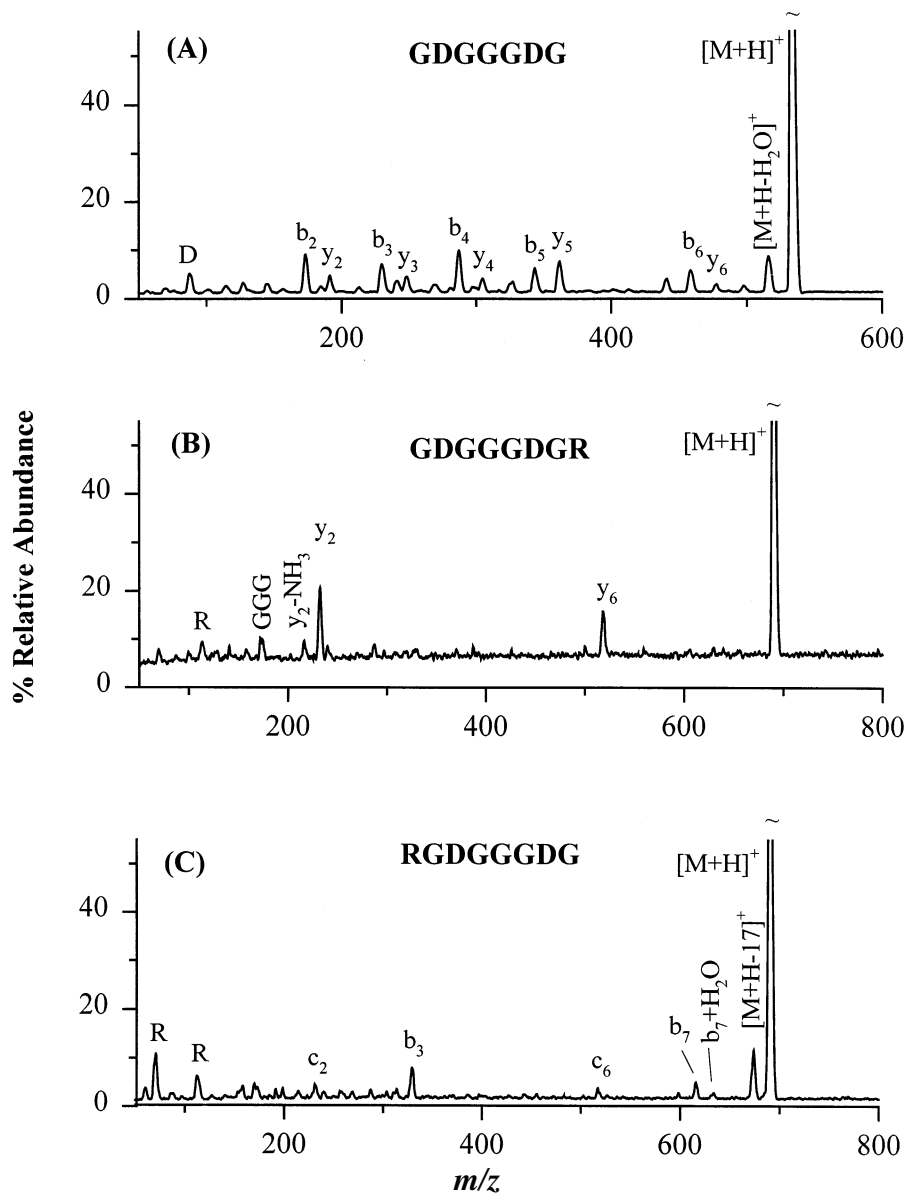 % Relative Abundance
(A)
GDGGGDG
[M+H]⁺
[M+H-H₂O]⁺
~
40
20
0
D
b₂
y₂
b₃
y₃
b₄
y₄
b₅
y₅
b₆
y₆
200
400
600
(B)
GDGGGDGR
[M+H]⁺
~
40
20
0
R
GGG
y₂-NH₃
y₂
y₆
200
400
600
800
(C)
RGDGGGDG
[M+H]⁺
~
40
20
0
R
R
c₂
b₃
c₆
b₇
b₇+H₂O
[M+H-17]⁺
200
400
600
800
m/z